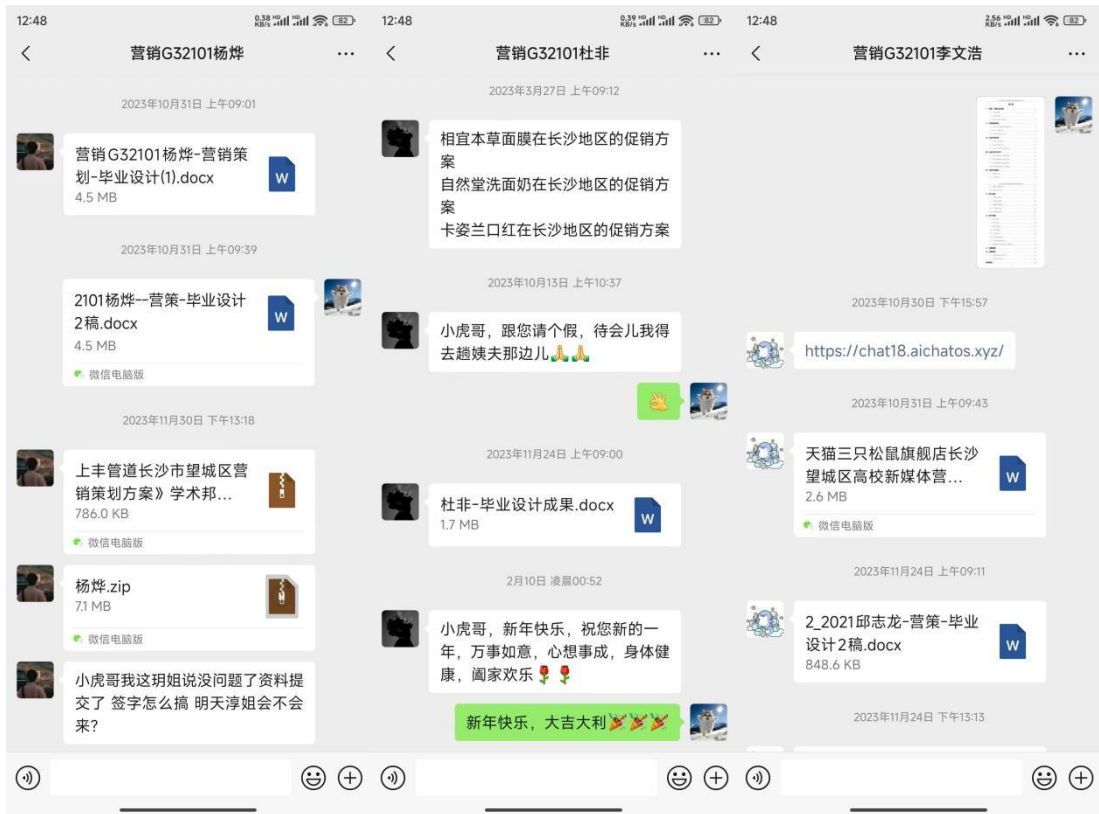 12:48
0.38 KB/s HD HD 82
营销G32101杨烨
2023年10月31日 上午09:01
营销G32101杨烨-营销策
划-毕业设计(1).docx
4.5 MB
W
2023年10月31日 上午09:39
2101杨烨--营策-毕业设计
2稿.docx
4.5 MB
W
微信电脑版
2023年11月30日 下午13:18
上丰管道长沙市望城区营
销策划方案》学术邦...
786.0 KB
微信电脑版
杨烨.zip
7.1 MB
微信电脑版
小虎哥我这玥姐说没问题了资料提
交了 签字怎么搞 明天淳姐会不会
来?
12:48
0.39 KB/s HD HD 82
营销G32101杜非
2023年3月27日 上午09:12
相宜本草面膜在长沙地区的促销方
案
自然堂洗面奶在长沙地区的促销方
案
卡姿兰口红在长沙地区的促销方案
2023年10月13日 上午10:37
小虎哥，跟您请个假，待会儿我得
去趟姨夫那边儿🙏🙏
👌
2023年11月24日 上午09:00
杜非-毕业设计成果.docx
1.7 MB
W
2月10日 凌晨00:52
小虎哥，新年快乐，祝您新的一
年，万事如意，心想事成，身体健
康，阖家欢乐🌹🌹
新年快乐，大吉大利🎉🎉🎉
12:48
2.56 KB/s HD HD 82
营销G32101李文浩
2023年10月30日 下午15:57
https://chat18.aichatos.xyz/
2023年10月31日 上午09:43
天猫三只松鼠旗舰店长沙
望城区高校新媒体营...
2.6 MB
W
微信电脑版
2023年11月24日 上午09:11
2_2021邱志龙-营策-毕业
设计2稿.docx
848.6 KB
W
2023年11月24日 下午13:13